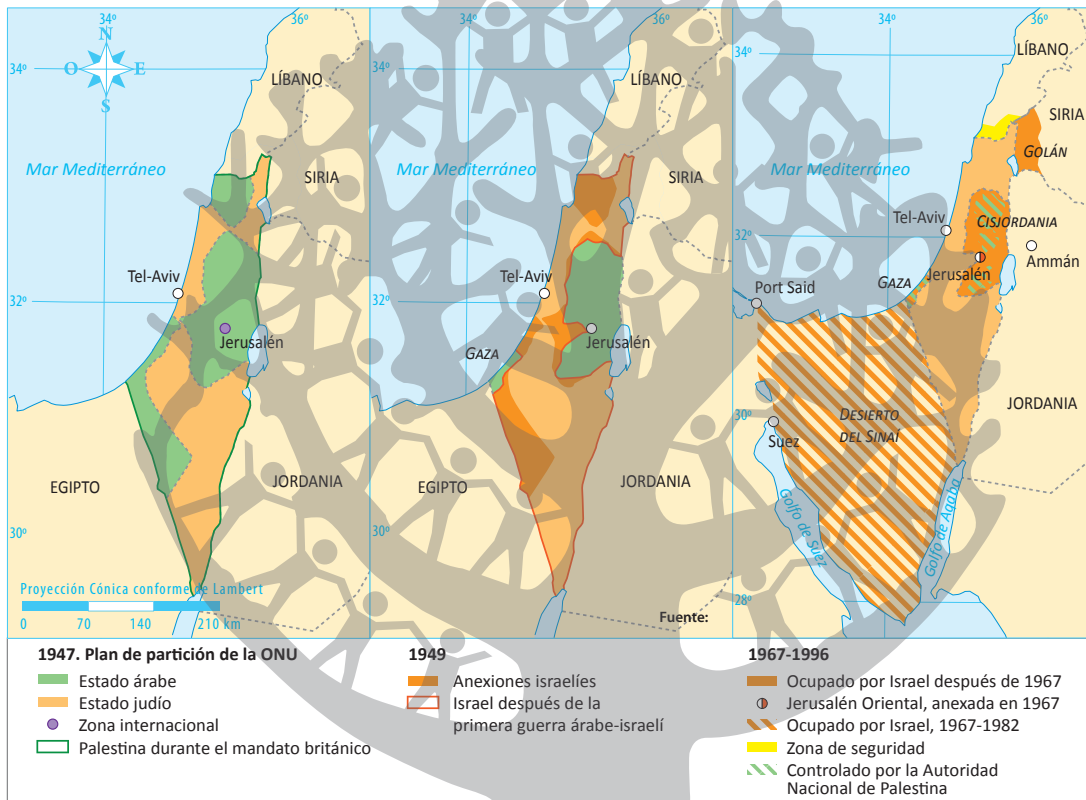 34º
36º
N
O
E
S
34º
LÍBANO
Mar Mediterráneo
SIRIA
Tel-Aviv
32º
Jerusalén
EGIPTO
JORDANIA
30º
Proyección Cónica conforme de Lambert
0 70 140 210 km
34º
36º
34º
LÍBANO
Mar Mediterráneo
SIRIA
Tel-Aviv
32º
GAZA
Jerusalén
EGIPTO
JORDANIA
30º
Fuente:
34º
36º
34º
LÍBANO
SIRIA
GOLÁN
Mar Mediterráneo
Tel-Aviv
CISJORDANIA
32º
Ammán
Jerusalén
GAZA
Port Said
30º
Suez
DESIERTO
DEL SINAÍ
JORDANIA
Golfo de Suez
Golfo de Aqaba
28º
1947. Plan de partición de la ONU
Estado árabe
Estado judío
Zona internacional
Palestina durante el mandato británico
1949
Anexiones israelíes
Israel después de la
primera guerra árabe-israelí
1967-1996
Ocupado por Israel después de 1967
Jerusalén Oriental, anexada en 1967
Ocupado por Israel, 1967-1982
Zona de seguridad
Controlado por la Autoridad
Nacional de Palestina